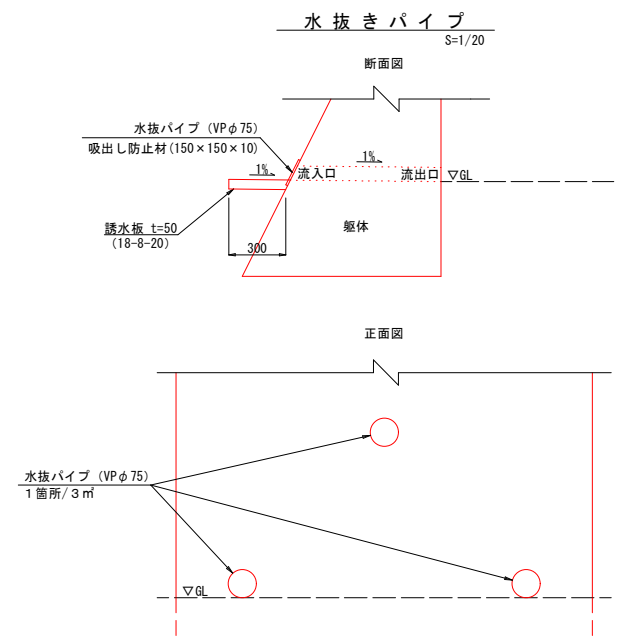 水抜きパイプ
S=1/20
断面図
水抜パイプ(VPφ75)
吸出し防止材(150×150×10)
1%
1%
流入口
流出口
▽GL
誘水板 t=50
(18-8-20)
300
躯体
正面図
水抜パイプ(VPφ75)
1箇所/3㎡
▽GL